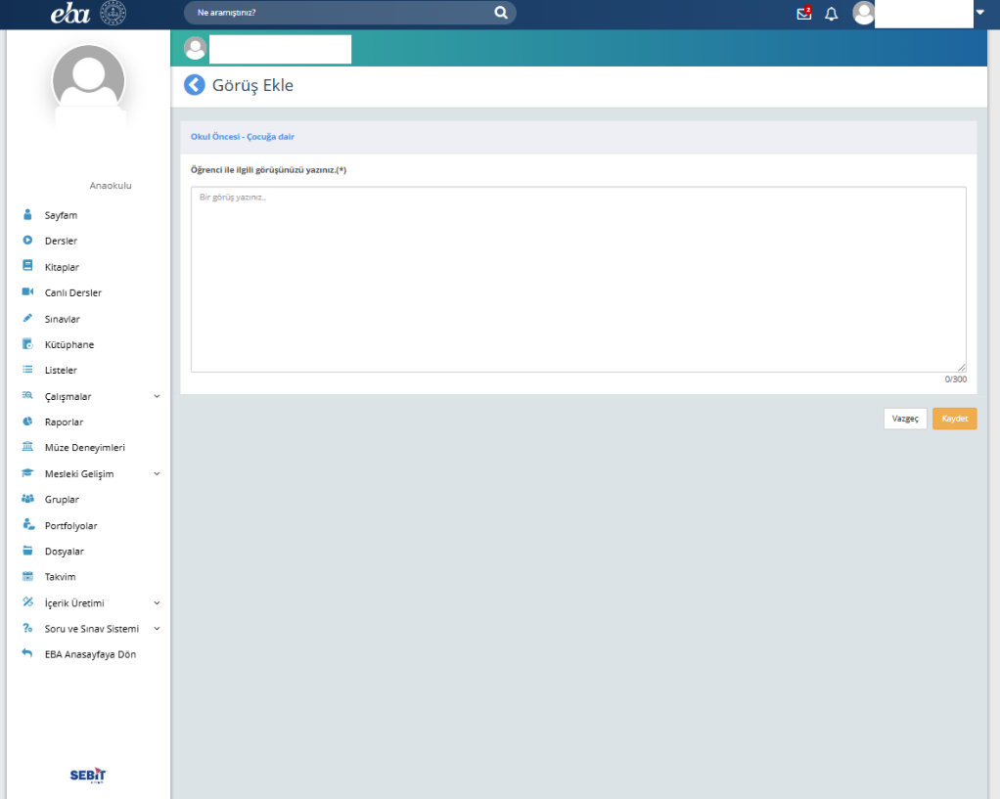 eba
Ne aramıştınız?
2
Görüş Ekle
Anaokulu
Sayfam
Dersler
Kitaplar
Canlı Dersler
Sınavlar
Kütüphane
Listeler
Çalışmalar
Raporlar
Müze Deneyimleri
Mesleki Gelişim
Gruplar
Portfolyolar
Dosyalar
Takvim
İçerik Üretimi
Soru ve Sınav Sistemi
EBA Anasayfaya Dön
SEBİT
Okul Öncesi - Çocuğa dair
Öğrenci ile ilgili görüşünüzü yazınız.(*)
Bir görüş yazınız..
0/300
Vazgeç
Kaydet